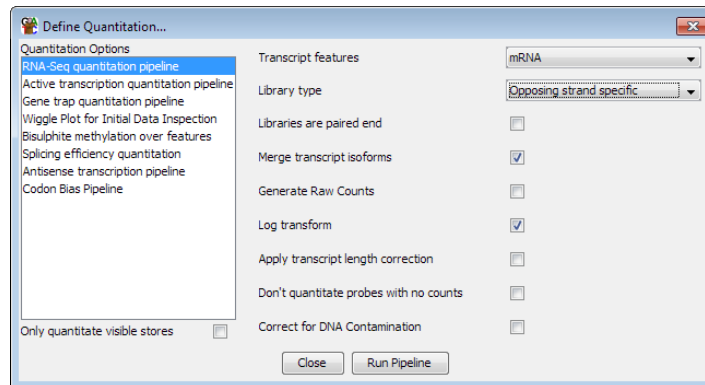 Define Quantitation...
Quantitation Options
RNA-Seq quantitation pipeline
Active transcription quantitation pipeline
Gene trap quantitation pipeline
Wiggle Plot for Initial Data Inspection
Bisulphite methylation over features
Splicing efficiency quantitation
Antisense transcription pipeline
Codon Bias Pipeline
Only quantitate visible stores
Transcript features mRNA
Library type Opposing strand specific
Libraries are paired end
Merge transcript isoforms
Generate Raw Counts
Log transform
Apply transcript length correction
Don't quantitate probes with no counts
Correct for DNA Contamination
Close Run Pipeline